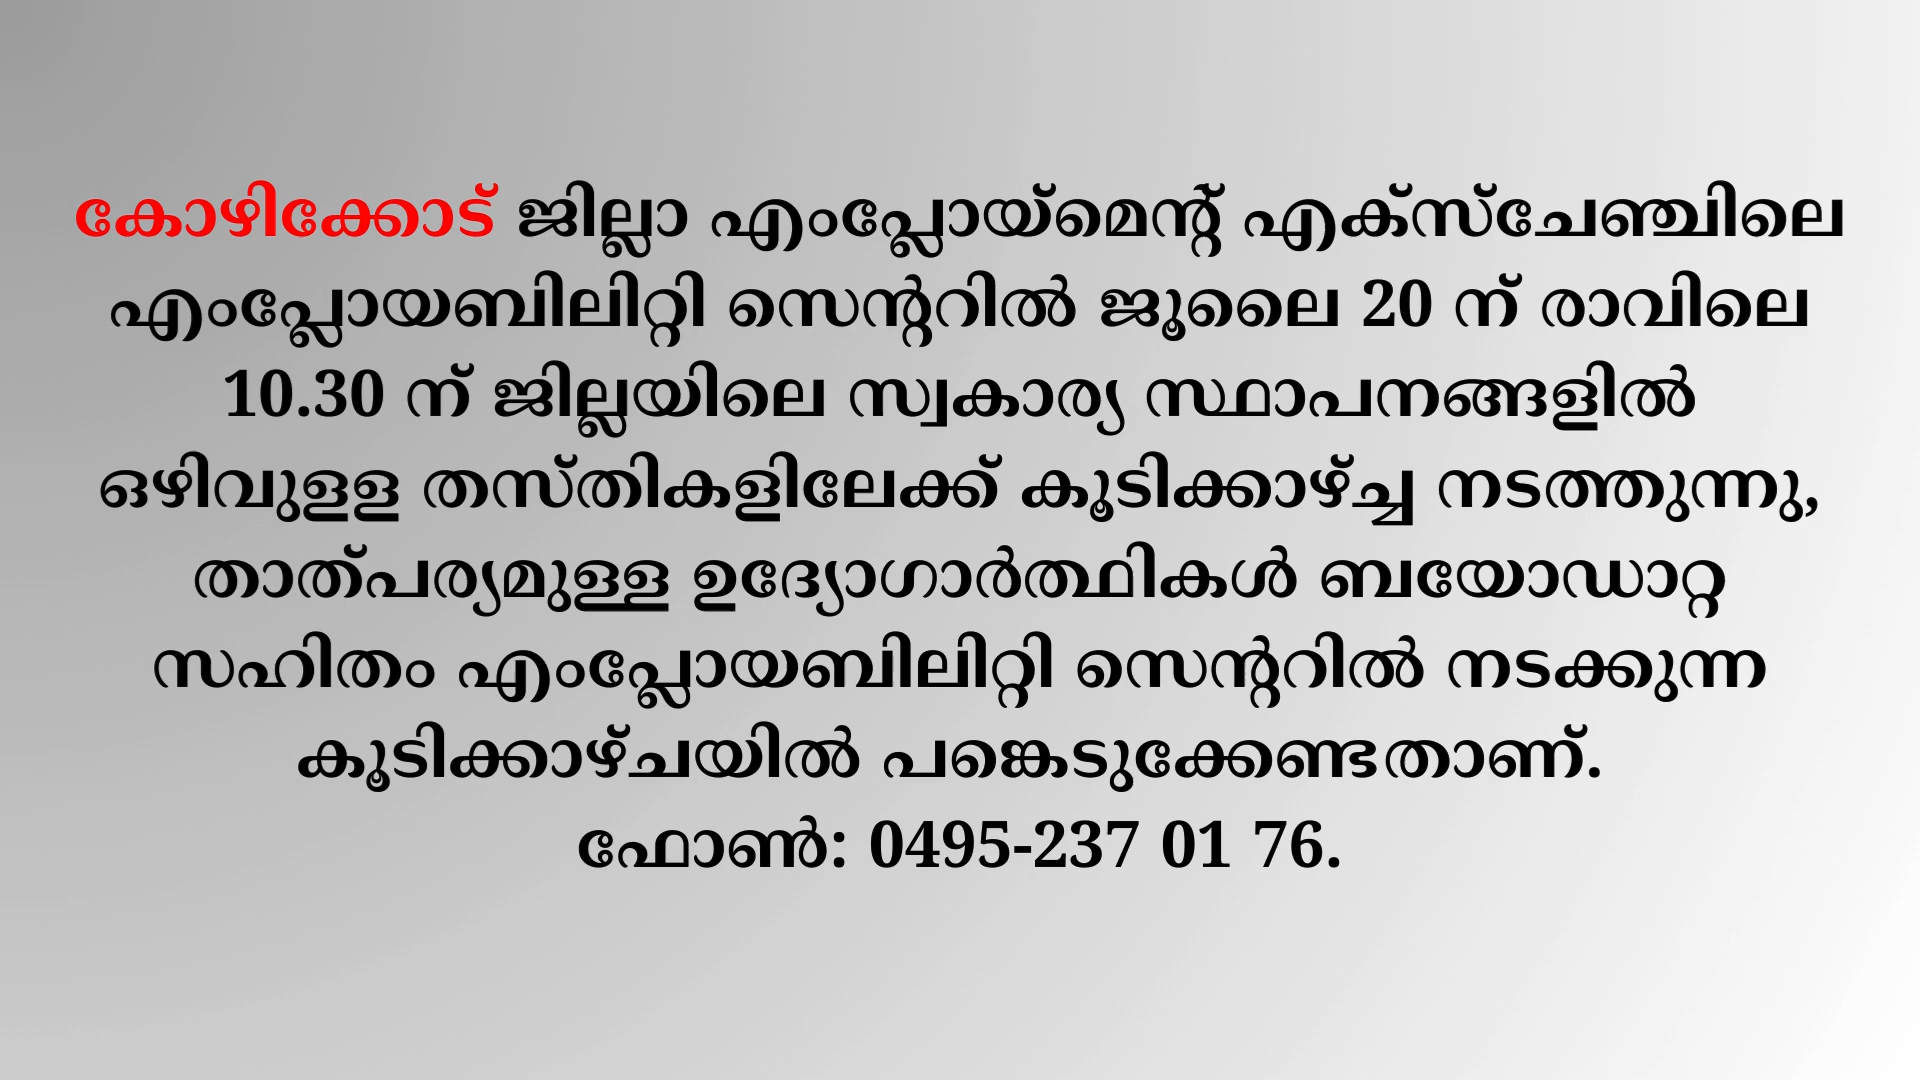 കോഴിക്കോട് ജില്ലാ എംപ്ലോയ്മെന്റ് എക്സ്ചേഞ്ചിലെ
എംപ്ലോയബിലിറ്റി സെന്ററിൽ ജൂലൈ 20 ന് രാവിലെ
10.30 ന് ജില്ലയിലെ സ്വകാര്യ സ്ഥാപനങ്ങളിൽ
ഒഴിവുളള തസ്തികളിലേക്ക് കൂടിക്കാഴ്ച്ച നടത്തുന്നു,
താത്പര്യമുള്ള ഉദ്യോഗാർത്ഥികൾ ബയോഡാറ്റ
സഹിതം എംപ്ലോയബിലിറ്റി സെന്ററിൽ നടക്കുന്ന
കൂടിക്കാഴ്ചയിൽ പങ്കെടുക്കേണ്ടതാണ്.
ഫോൺ: 0495-237 01 76.